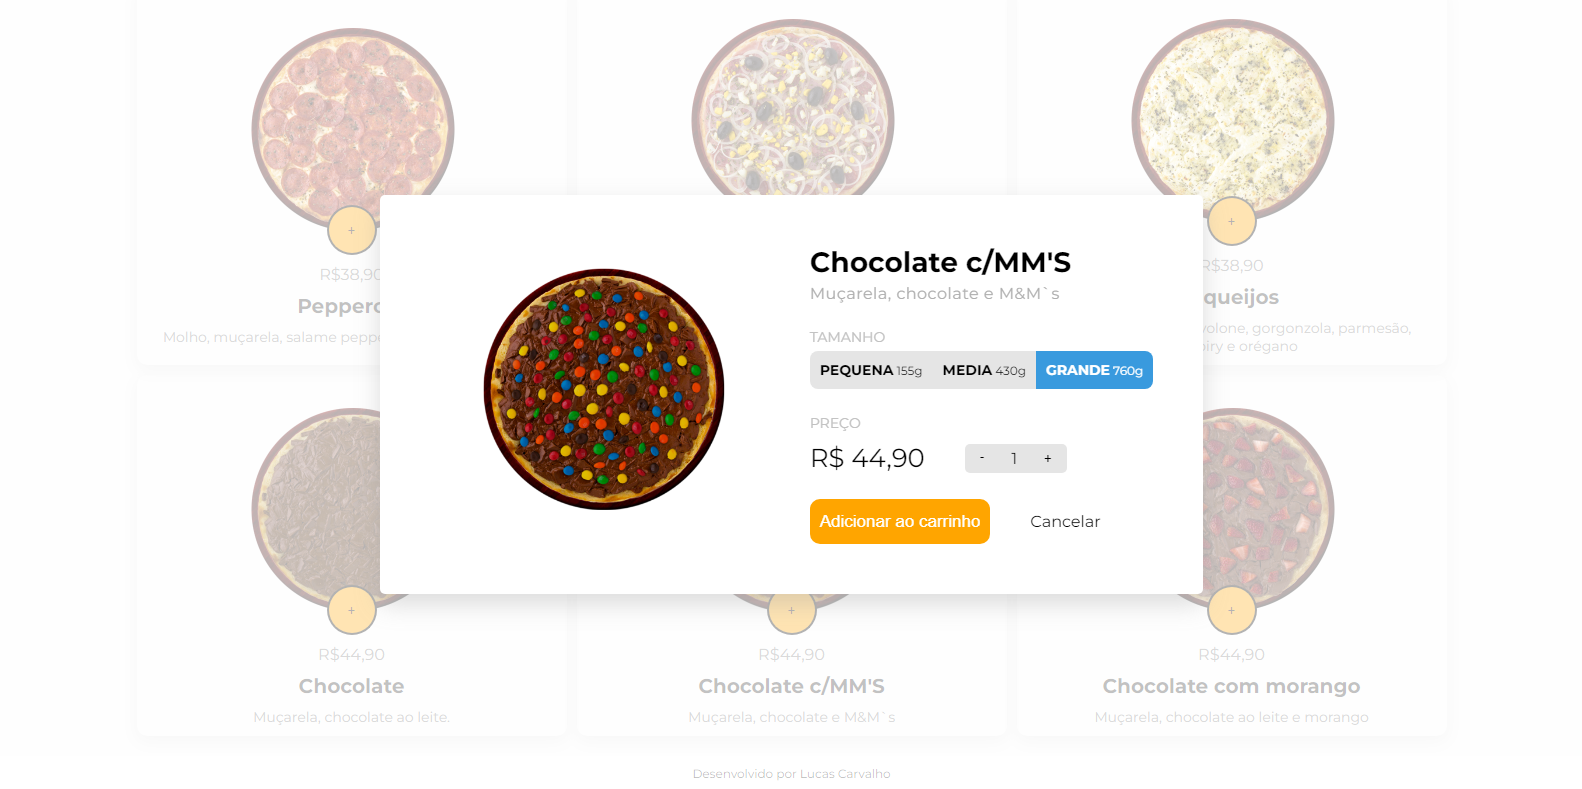 +
R$38,90
Muçarela, salame pepp
+
R$38,90
queijos
volone, gorgonzola, parmesão,
iry e orégano
Chocolate c/MM'S
Muçarela, chocolate e M&M`s
TAMANHO
PEQUENA 155g MEDIA 430g GRANDE 760g
PREÇO
R$ 44,90 - 1 +
Adicionar ao carrinho Cancelar
+
R$44,90
Chocolate
Muçarela, chocolate ao leite.
+
R$44,90
Chocolate c/MM'S
Muçarela, chocolate e M&M`s
+
R$44,90
Chocolate com morango
Muçarela, chocolate ao leite e morango
Desenvolvido por Lucas Carvalho